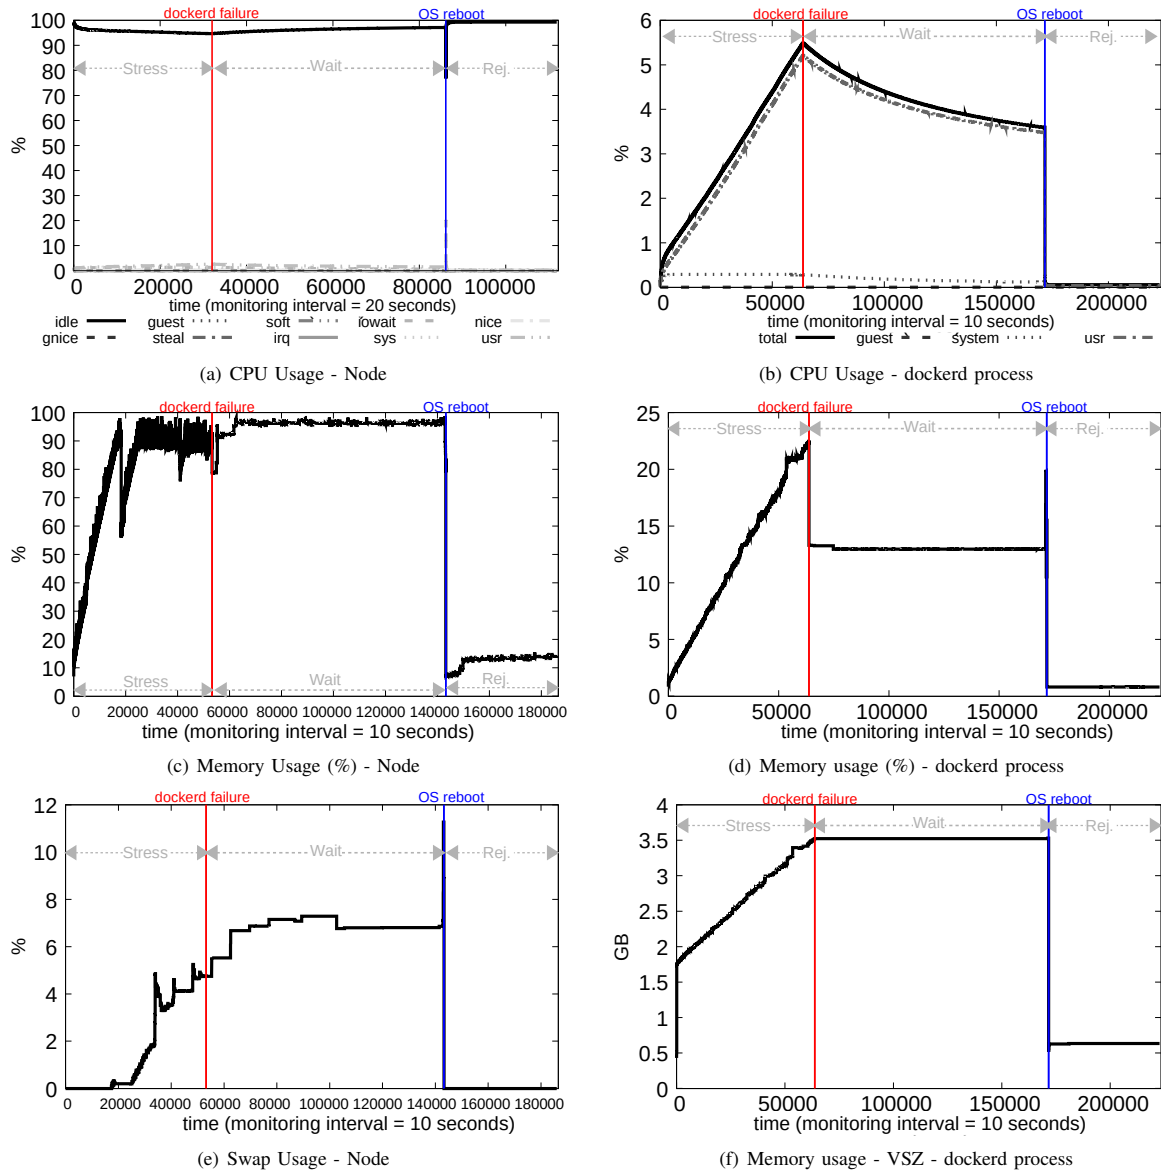 dockerd failure
OS reboot
100
90
80
70
60
50
40
30
20
10
0
%
Stress
Wait
Rej.
0 20000 40000 60000 80000 100000
time (monitoring interval = 20 seconds)
idle guest soft iowait nice
gnice steal irq sys usr
(a) CPU Usage - Node
dockerd failure
OS reboot
6
5
4
3
2
1
0
%
Stress
Wait
Rej.
0 50000 100000 150000 200000
time (monitoring interval = 10 seconds)
total guest system usr
(b) CPU Usage - dockerd process
dockerd failure
OS reboot
100
90
80
70
60
50
40
30
20
10
0
%
Stress
Wait
Rej.
0 20000 40000 60000 80000 100000 120000 140000 160000 180000
time (monitoring interval = 10 seconds)
(c) Memory Usage (%) - Node
dockerd failure
OS reboot
25
20
15
10
5
0
%
Stress
Wait
Rej.
0 50000 100000 150000 200000
time (monitoring interval = 10 seconds)
(d) Memory usage (%) - dockerd process
dockerd failure
OS reboot
12
10
8
6
4
2
0
%
Stress
Wait
Rej.
0 20000 40000 60000 80000 100000 120000 140000 160000 180000
time (monitoring interval = 10 seconds)
(e) Swap Usage - Node
dockerd failure
OS reboot
4
3.5
3
2.5
2
1.5
1
0.5
0
GB
Stress
Wait
Rej.
0 50000 100000 150000 200000
time (monitoring interval = 10 seconds)
(f) Memory usage - VSZ - dockerd process